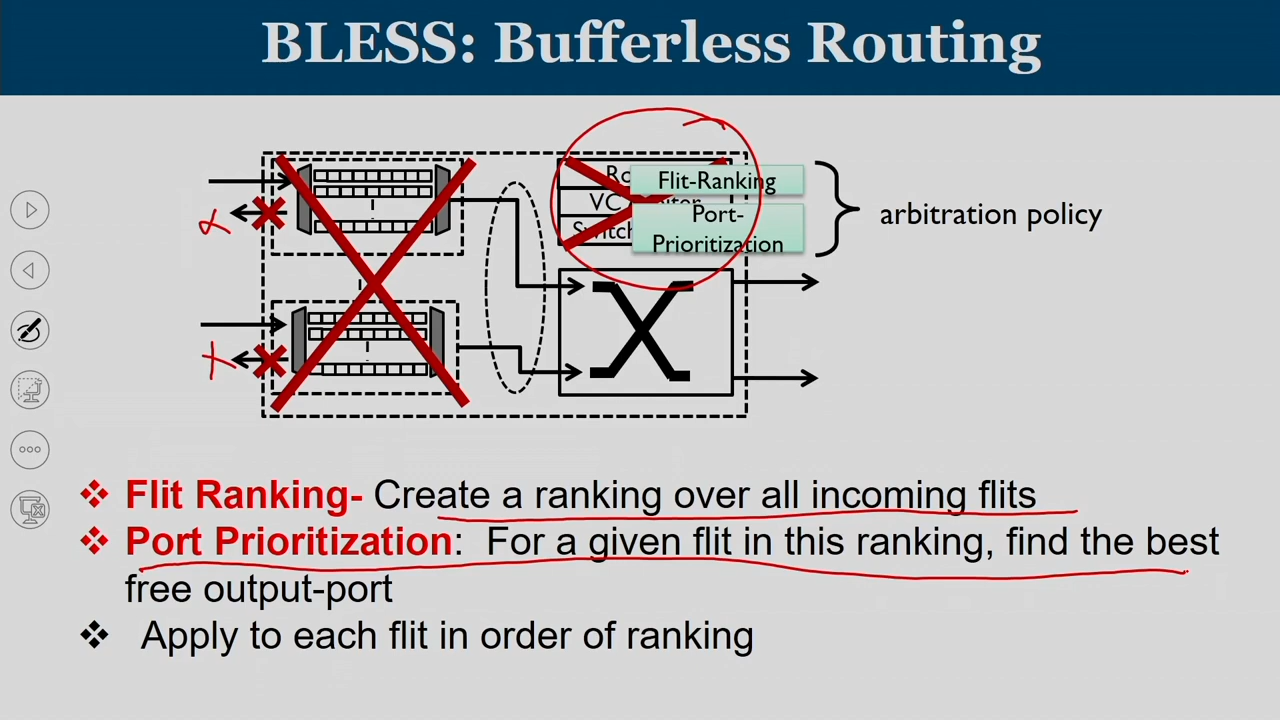 BLESS: Bufferless Routing
Flit-Ranking
VC
Port-
Prioritization
arbitration policy
❖ Flit Ranking- Create a ranking over all incoming flits
❖ Port Prioritization: For a given flit in this ranking, find the best
free output-port
❖ Apply to each flit in order of ranking